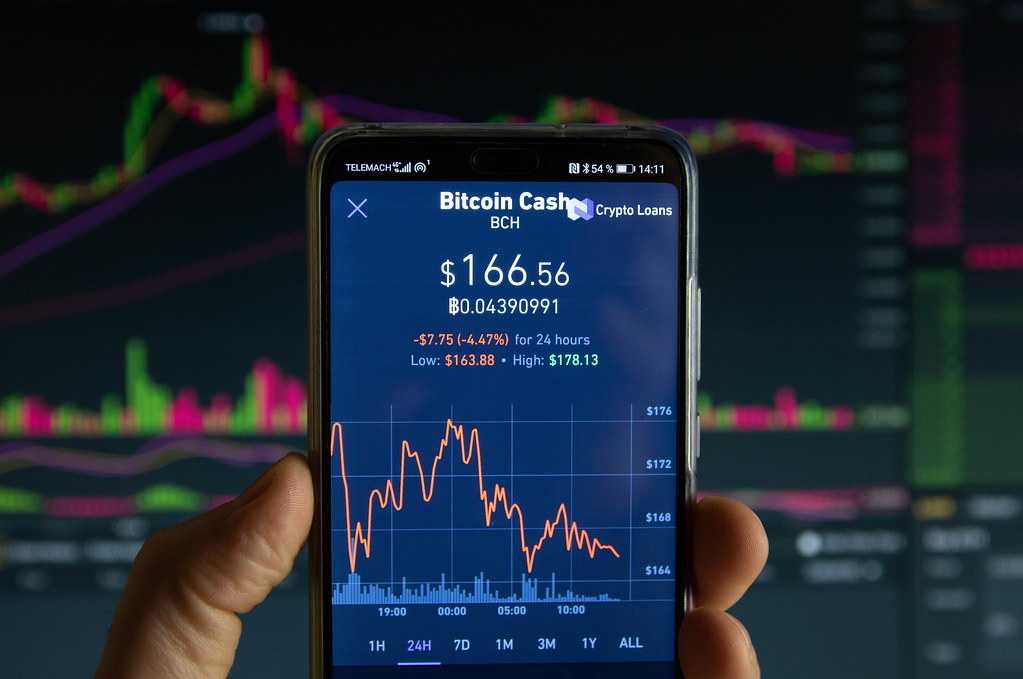 TELEMACH 4G 1 54 % 14:11
Bitcoin Cash
BCH
Crypto Loans
$166.56
฿0.04390991
-$7.75 (-4.47%) for 24 hours
Low: $163.88 • High: $178.13
$176
$172
$168
$164
19:00 00:00 05:00 10:00
1H 24H 7D 1M 3M 1Y ALL